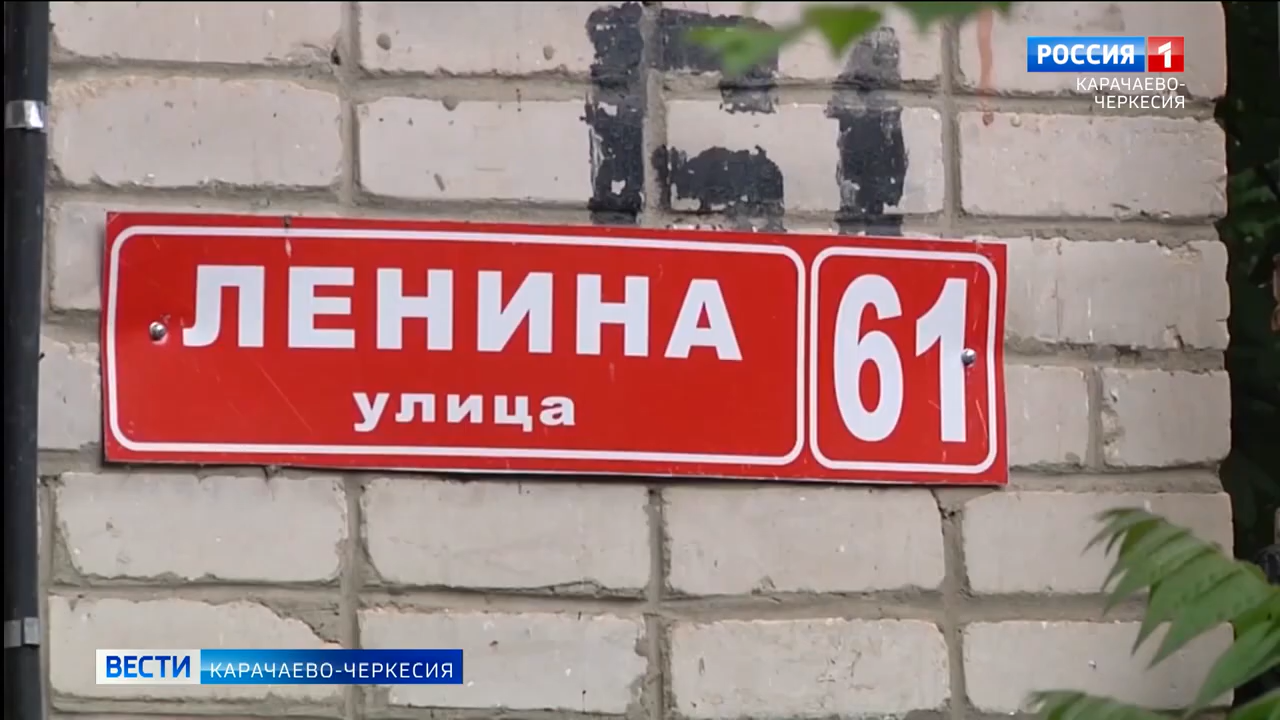 РОССИЯ 1
КАРАЧАЕВО-
ЧЕРКЕСИЯ
ЛЕНИНА
улица
61
ВЕСТИ КАРАЧАЕВО-ЧЕРКЕСИЯ